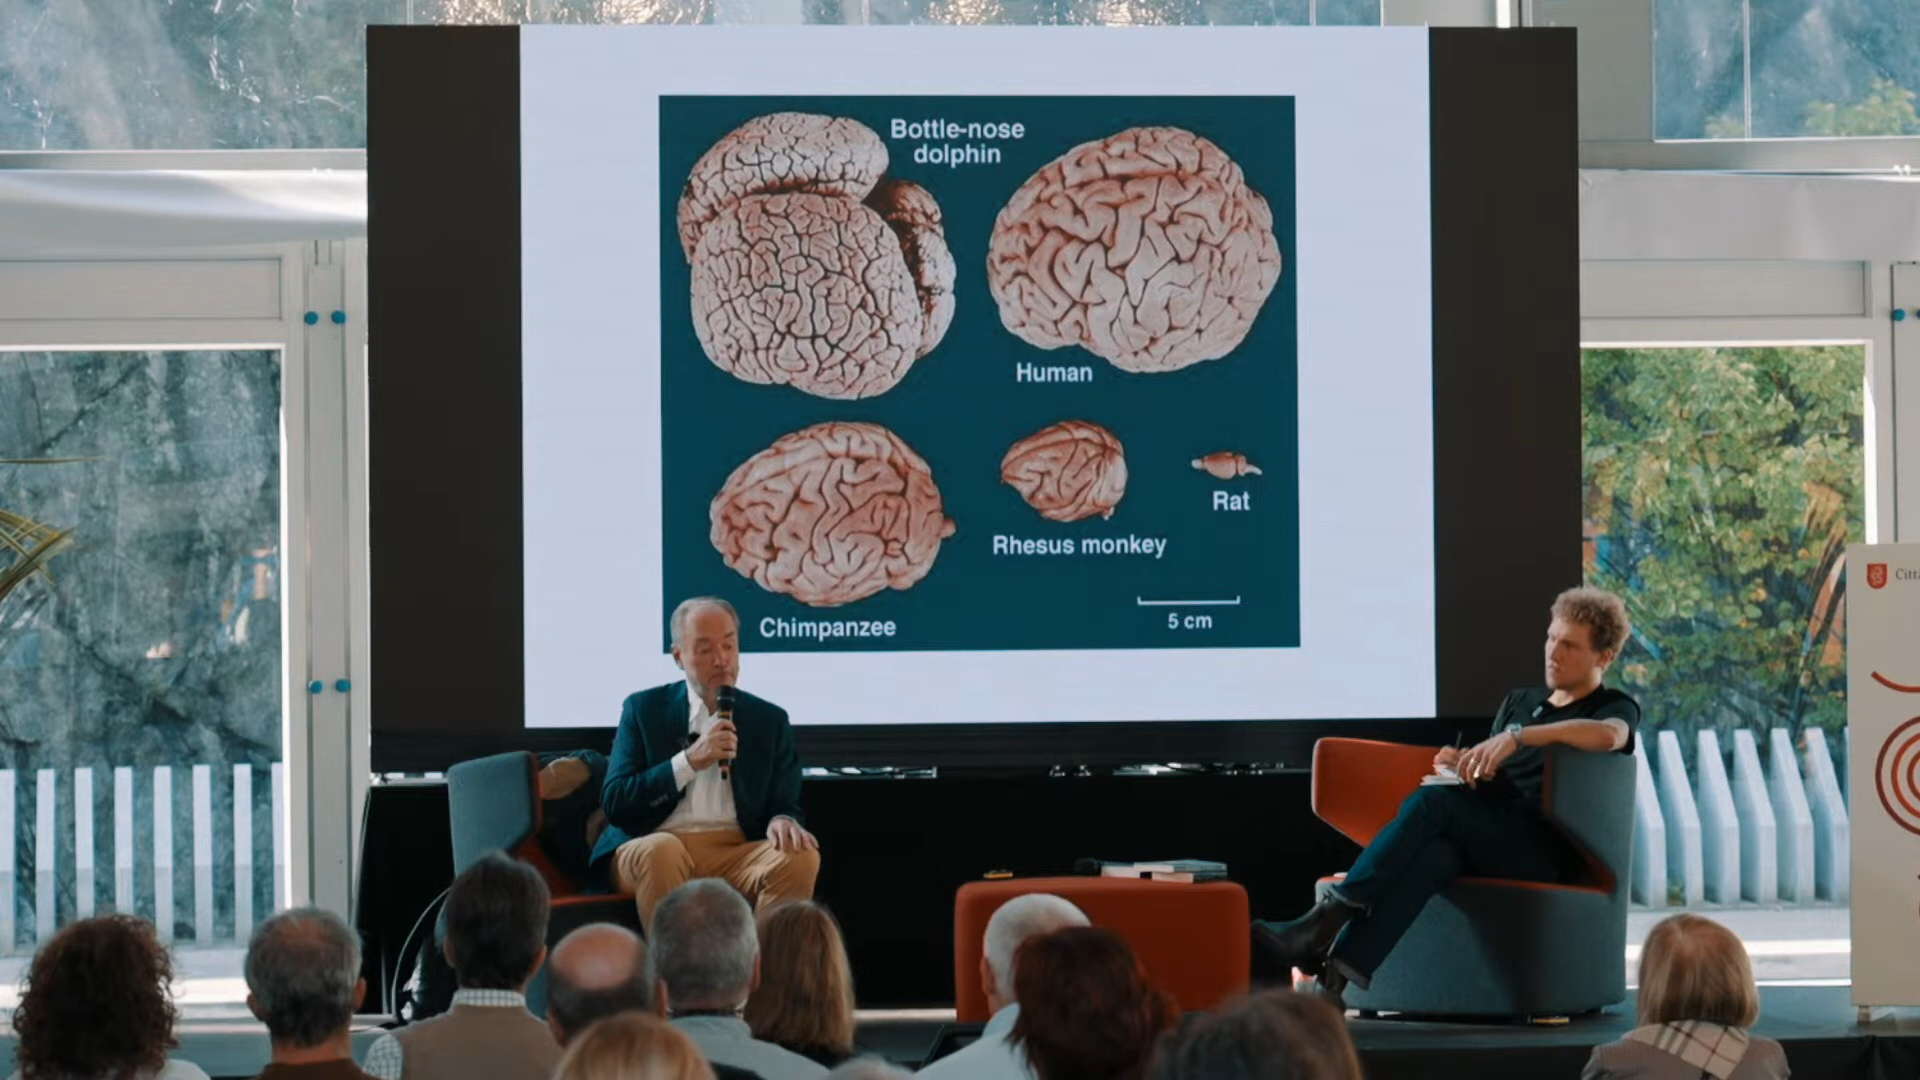 Bottle-nose
dolphin
Human
Chimpanzee
Rhesus monkey
Rat
5 cm